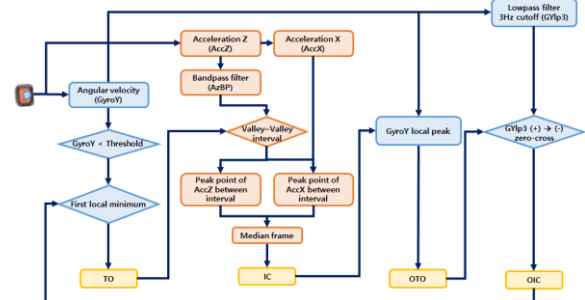 Lowpass filter
3Hz cutoff (GYlp3)
Acceleration Z
(AccZ)
Acceleration X
(AccX)
Angular velocity
(GyroY)
Bandpass filter
(AzBP)
GyroY < Threshold
Valley~Valley
interval
GyroY local peak
GYlp3 (+) → (-)
zero-cross
First local minimum
Peak point of
AccZ between
interval
Peak point of
AccX between
interval
Median frame
TO
IC
OTO
OIC